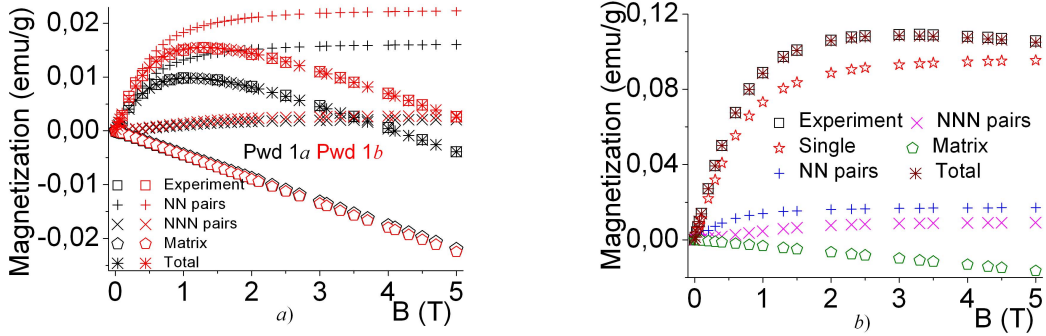 Magnetization (emu/g)
0,02
0,01
0,00
-0,01
-0,02
Pwd 1a Pwd 1b
Experiment
NN pairs
NNN pairs
Matrix
Total
0 1 2 3 4 5
a)
B (T)
Magnetization (emu/g)
0,12
0,08
0,04
0,00
Experiment
Single
NN pairs
NNN pairs
Matrix
Total
0 1 2 3 4 5
b)
B (T)